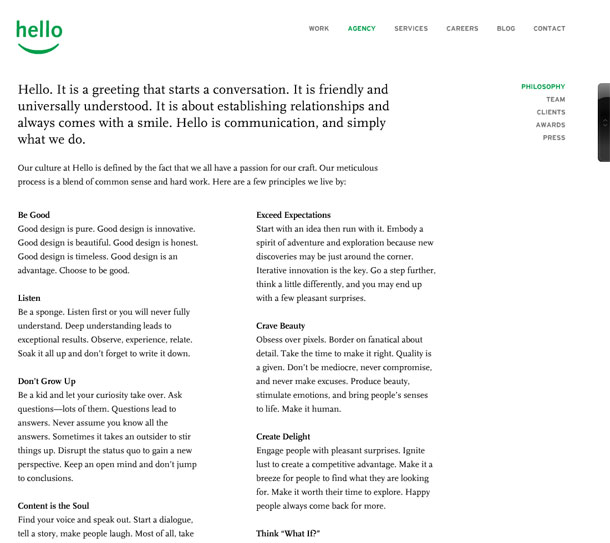 hello
WORK AGENCY SERVICES CAREERS BLOG CONTACT
PHILOSOPHY
TEAM
CLIENTS
AWARDS
PRESS
Hello. It is a greeting that starts a conversation. It is friendly and
universally understood. It is about establishing relationships and
always comes with a smile. Hello is communication, and simply
what we do.
Our culture at Hello is defined by the fact that we all have a passion for our craft. Our meticulous
process is a blend of common sense and hard work. Here are a few principles we live by:
Be Good
Good design is pure. Good design is innovative.
Good design is beautiful. Good design is honest.
Good design is timeless. Good design is an
advantage. Choose to be good.
Listen
Be a sponge. Listen first or you will never fully
understand. Deep understanding leads to
exceptional results. Observe, experience, relate.
Soak it all up and don't forget to write it down.
Don't Grow Up
Be a kid and let your curiosity take over. Ask
questions—lots of them. Questions lead to
answers. Never assume you know all the
answers. Sometimes it takes an outsider to stir
things up. Disrupt the status quo to gain a new
perspective. Keep an open mind and don't jump
to conclusions.
Content is the Soul
Find your voice and speak out. Start a dialogue,
tell a story, make people laugh. Most of all, take
Exceed Expectations
Start with an idea then run with it. Embody a
spirit of adventure and exploration because new
discoveries may be just around the corner.
Iterative innovation is the key. Go a step further,
think a little differently, and you may end up
with a few pleasant surprises.
Crave Beauty
Obsess over pixels. Border on fanatical about
detail. Take the time to make it right. Quality is
a given. Don't be mediocre, never compromise,
and never make excuses. Produce beauty,
stimulate emotions, and bring people's senses
to life. Make it human.
Create Delight
Engage people with pleasant surprises. Ignite
lust to create a competitive advantage. Make it a
breeze for people to find what they are looking
for. Make it worth their time to explore. Happy
people always come back for more.
Think “What If?”